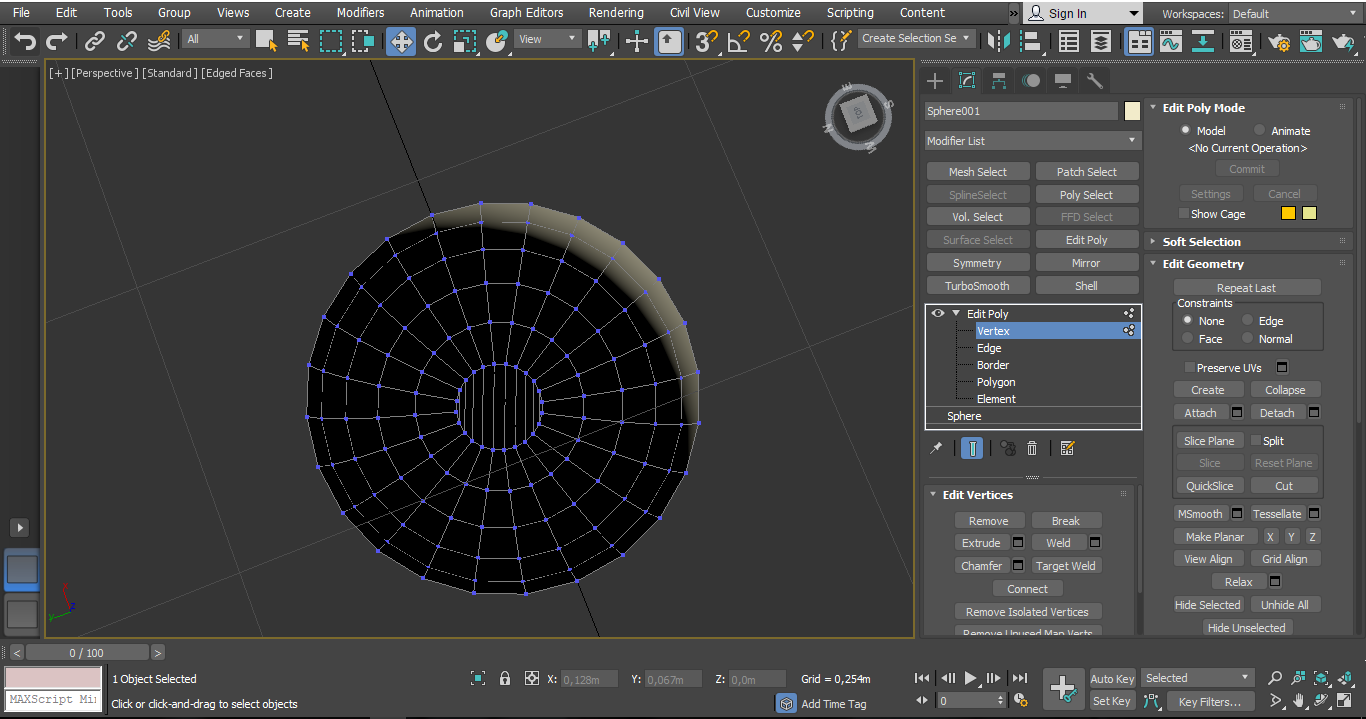 File Edit Tools Group Views Create Modifiers Animation Graph Editors Rendering Civil View Customize Scripting Content » Sign In Workspaces: Default
All View 3 Create Selection Se
[+] [Perspective] [Standard] [Edged Faces]
E S N W
TOP
Sphere001
Modifier List
Mesh Select Patch Select
SplineSelect Poly Select
Vol. Select FFD Select
Surface Select Edit Poly
Symmetry Mirror
TurboSmooth Shell
Edit Poly
Vertex
Edge
Border
Polygon
Element
Sphere
Edit Vertices
Remove Break
Extrude Weld
Chamfer Target Weld
Connect
Remove Isolated Vertices
Remove Unused Map Verts
Edit Poly Mode
Model Animate
<No Current Operation>
Commit
Settings Cancel
Show Cage
Soft Selection
Edit Geometry
Repeat Last
Constraints
None Edge
Face Normal
Preserve UVs
Create Collapse
Attach Detach
Slice Plane Split
Slice Reset Plane
QuickSlice Cut
MSmooth Tessellate
Make Planar X Y Z
View Align Grid Align
Relax
Hide Selected Unhide All
Hide Unselected
y z
< 0 / 100 >
1 Object Selected X: 0,128m Y: 0,067m Z: 0,0m Grid = 0,254m Auto Key Selected
MAXScript Mi Click or click-and-drag to select objects Add Time Tag 0 Set Key Key Filters...